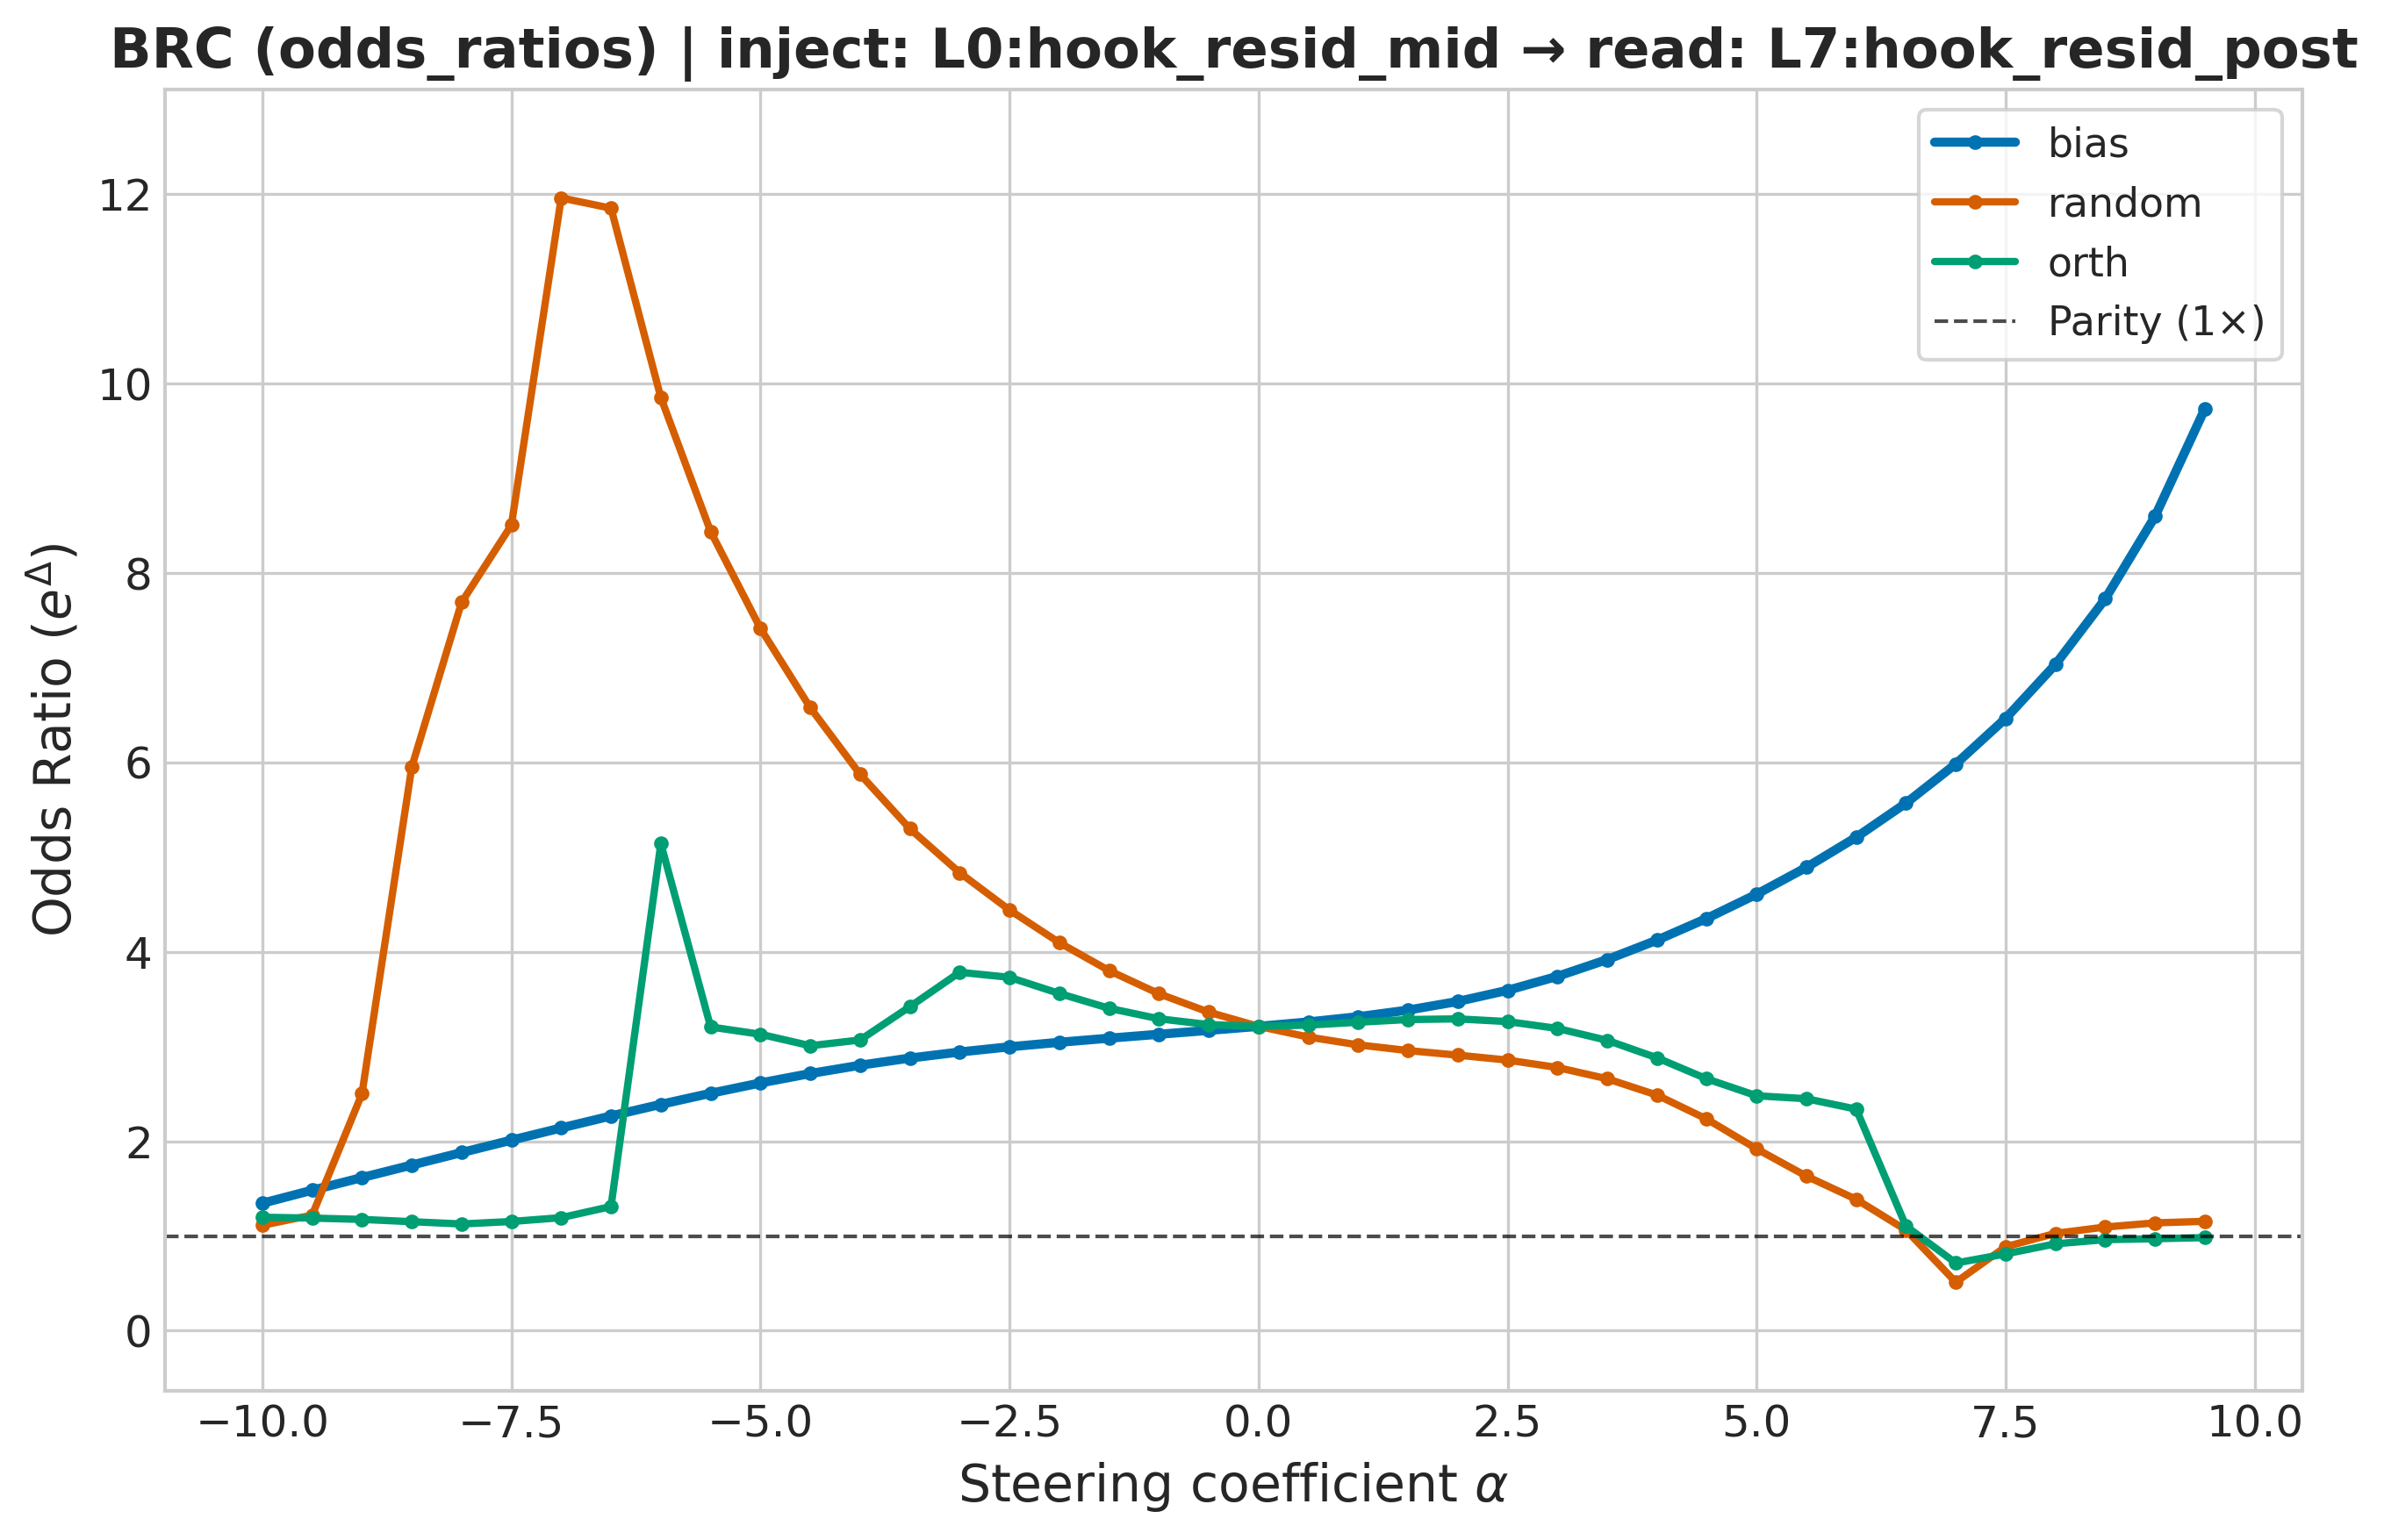 BRC (odds_ratios) | inject: L0:hook_resid_mid → read: L7:hook_resid_post
bias
random
orth
Parity (1×)
12
10
8
6
4
2
0
Odds Ratio (e^Δ)
−10.0 −7.5 −5.0 −2.5 0.0 2.5 5.0 7.5 10.0
Steering coefficient α